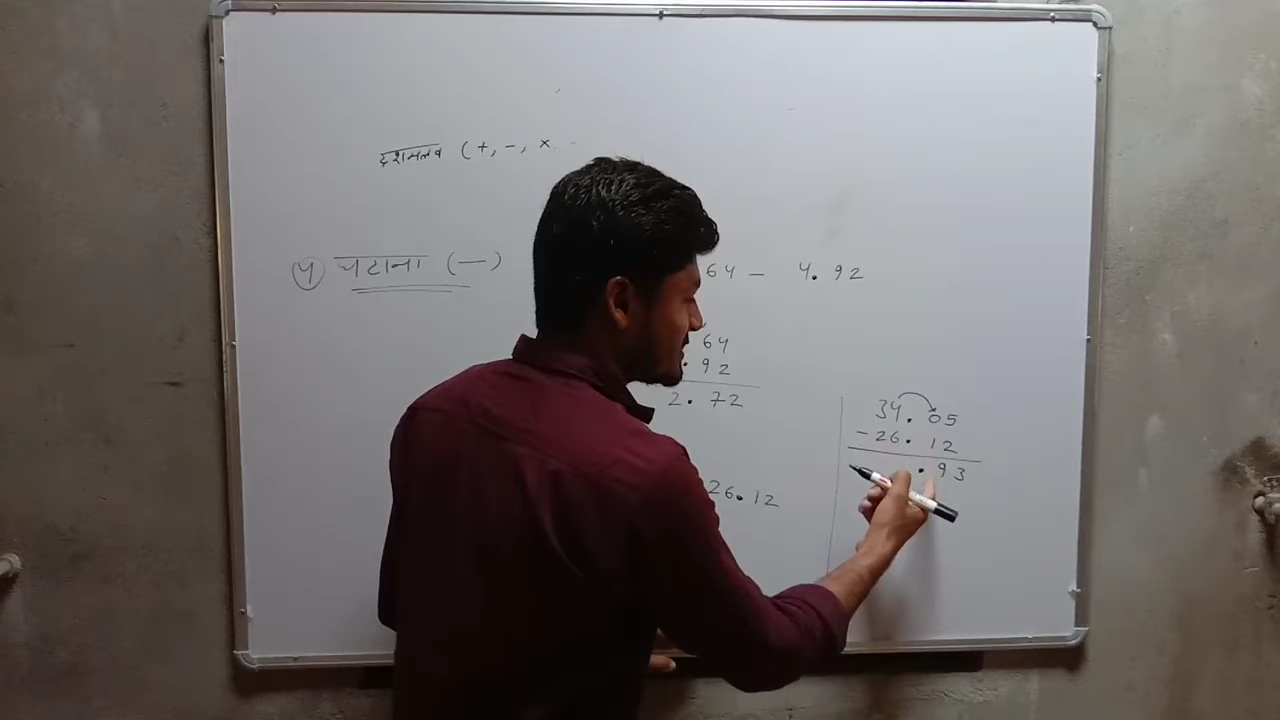 दशमलव (+, -, ×
५ घटाना (—)
64 — 4.92
64
.92
2.72
34.05
-26.12
.93
26.12